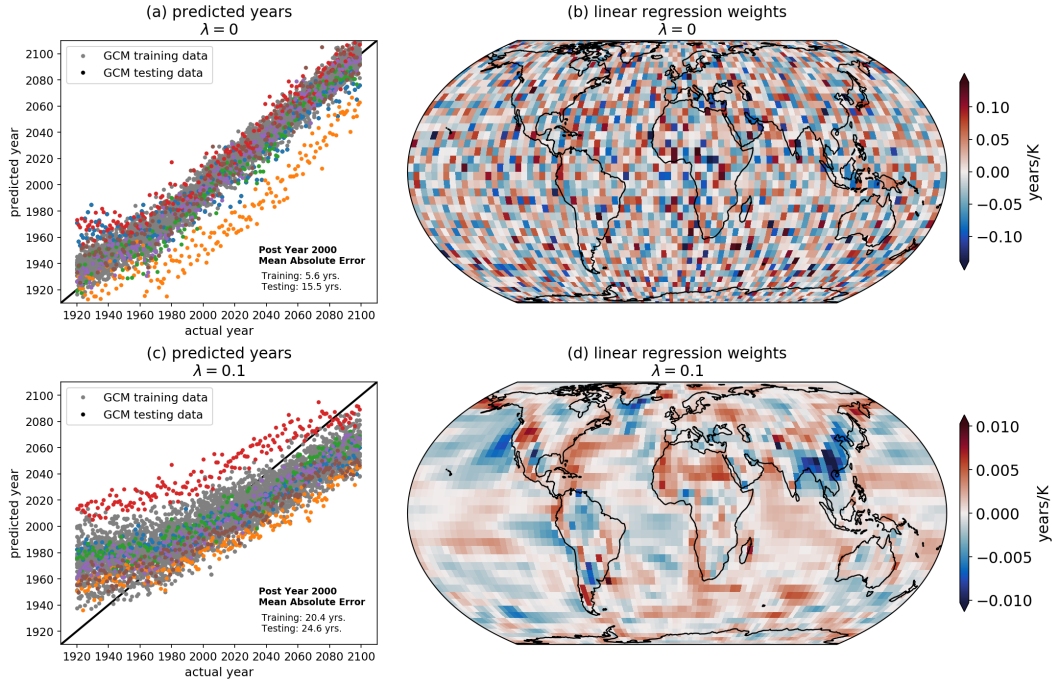 (a) predicted years
λ = 0
2100
2080
2060
2040
2020
2000
1980
1960
1940
1920
predicted year
GCM training data
GCM testing data
Post Year 2000
Mean Absolute Error
Training: 5.6 yrs.
Testing: 15.5 yrs.
1920 1940 1960 1980 2000 2020 2040 2060 2080 2100
actual year
(b) linear regression weights
λ = 0
0.10
0.05
0.00
−0.05
−0.10
years/K
(c) predicted years
λ = 0.1
2100
2080
2060
2040
2020
2000
1980
1960
1940
1920
predicted year
GCM training data
GCM testing data
Post Year 2000
Mean Absolute Error
Training: 20.4 yrs.
Testing: 24.6 yrs.
1920 1940 1960 1980 2000 2020 2040 2060 2080 2100
actual year
(d) linear regression weights
λ = 0.1
0.010
0.005
0.000
−0.005
−0.010
years/K